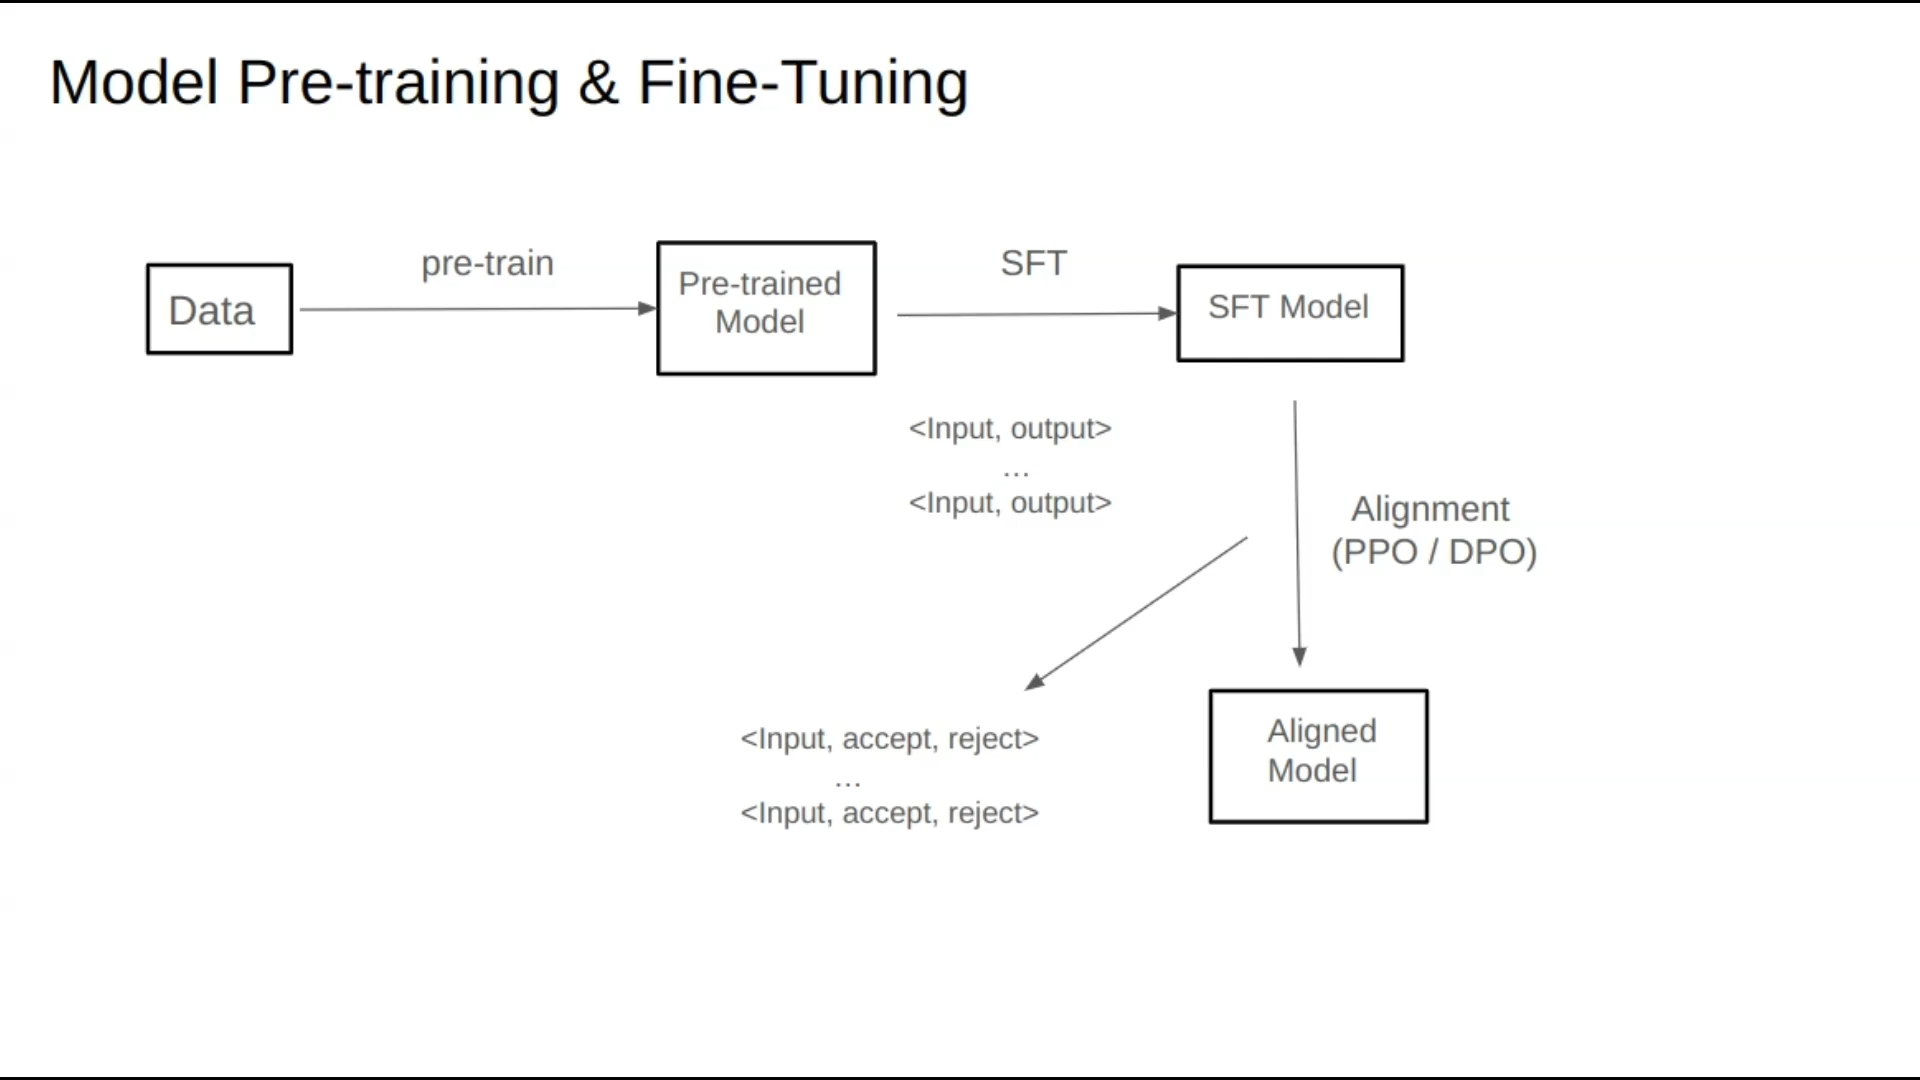 Model Pre-training & Fine-Tuning
Data
pre-train
Pre-trained
Model
SFT
SFT Model
<Input, output>
...
<Input, output>
Alignment
(PPO / DPO)
<Input, accept, reject>
...
<Input, accept, reject>
Aligned
Model